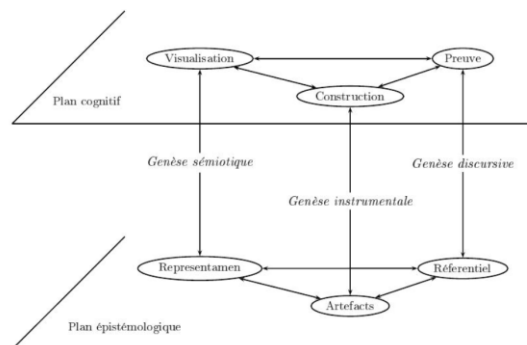 Visualisation
Preuve
Construction
Plan cognitif
Genèse sémiotique
Genèse discursive
Genèse instrumentale
Representamen
Réferentiel
Artefacts
Plan épistémologique